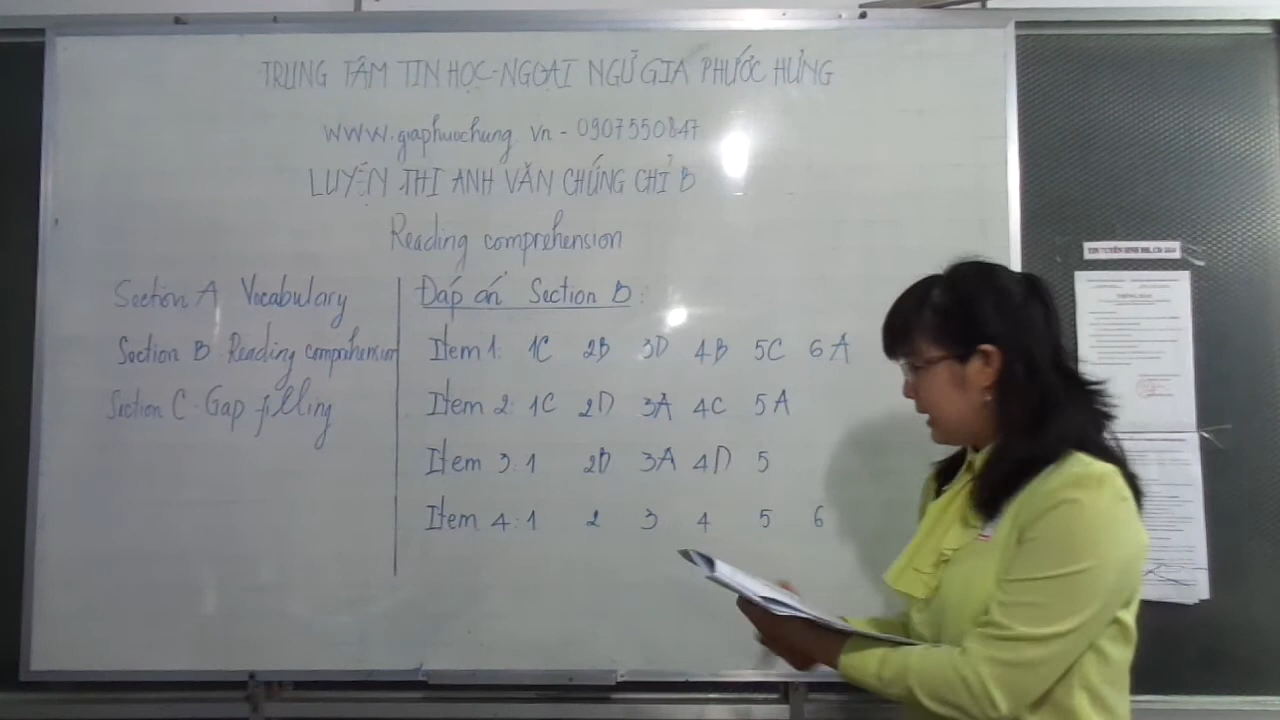 TRUNG TÂM TIN HỌC-NGOẠI NGỮ GIA PHƯỚC HƯNG
www.giaphuochung vn - 0907550847
LUYỆN THI ANH VĂN CHỨNG CHỈ B
Reading comprehension
Section A Vocabulary
Section B Reading comprehension
Section C - Gap filling
Đáp án Section B:
Item 1: 1C 2B 3D 4B 5C 6A
Item 2: 1C 2D 3A 4C 5A
Item 3: 1 2B 3A 4D 5
Item 4: 1 2 3 4 5 6
THÔNG BÁO